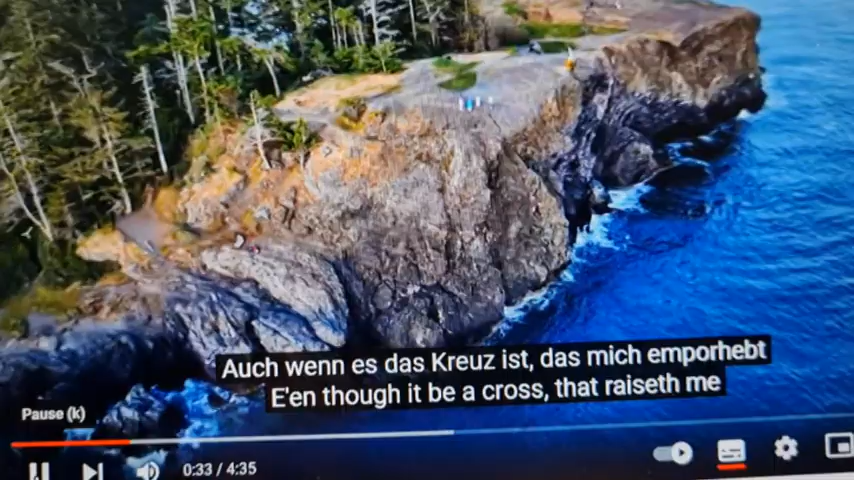 Auch wenn es das Kreuz ist, das mich emporhebt
E'en though it be a cross, that raiseth me
Pause (k)
0:33 / 4:35